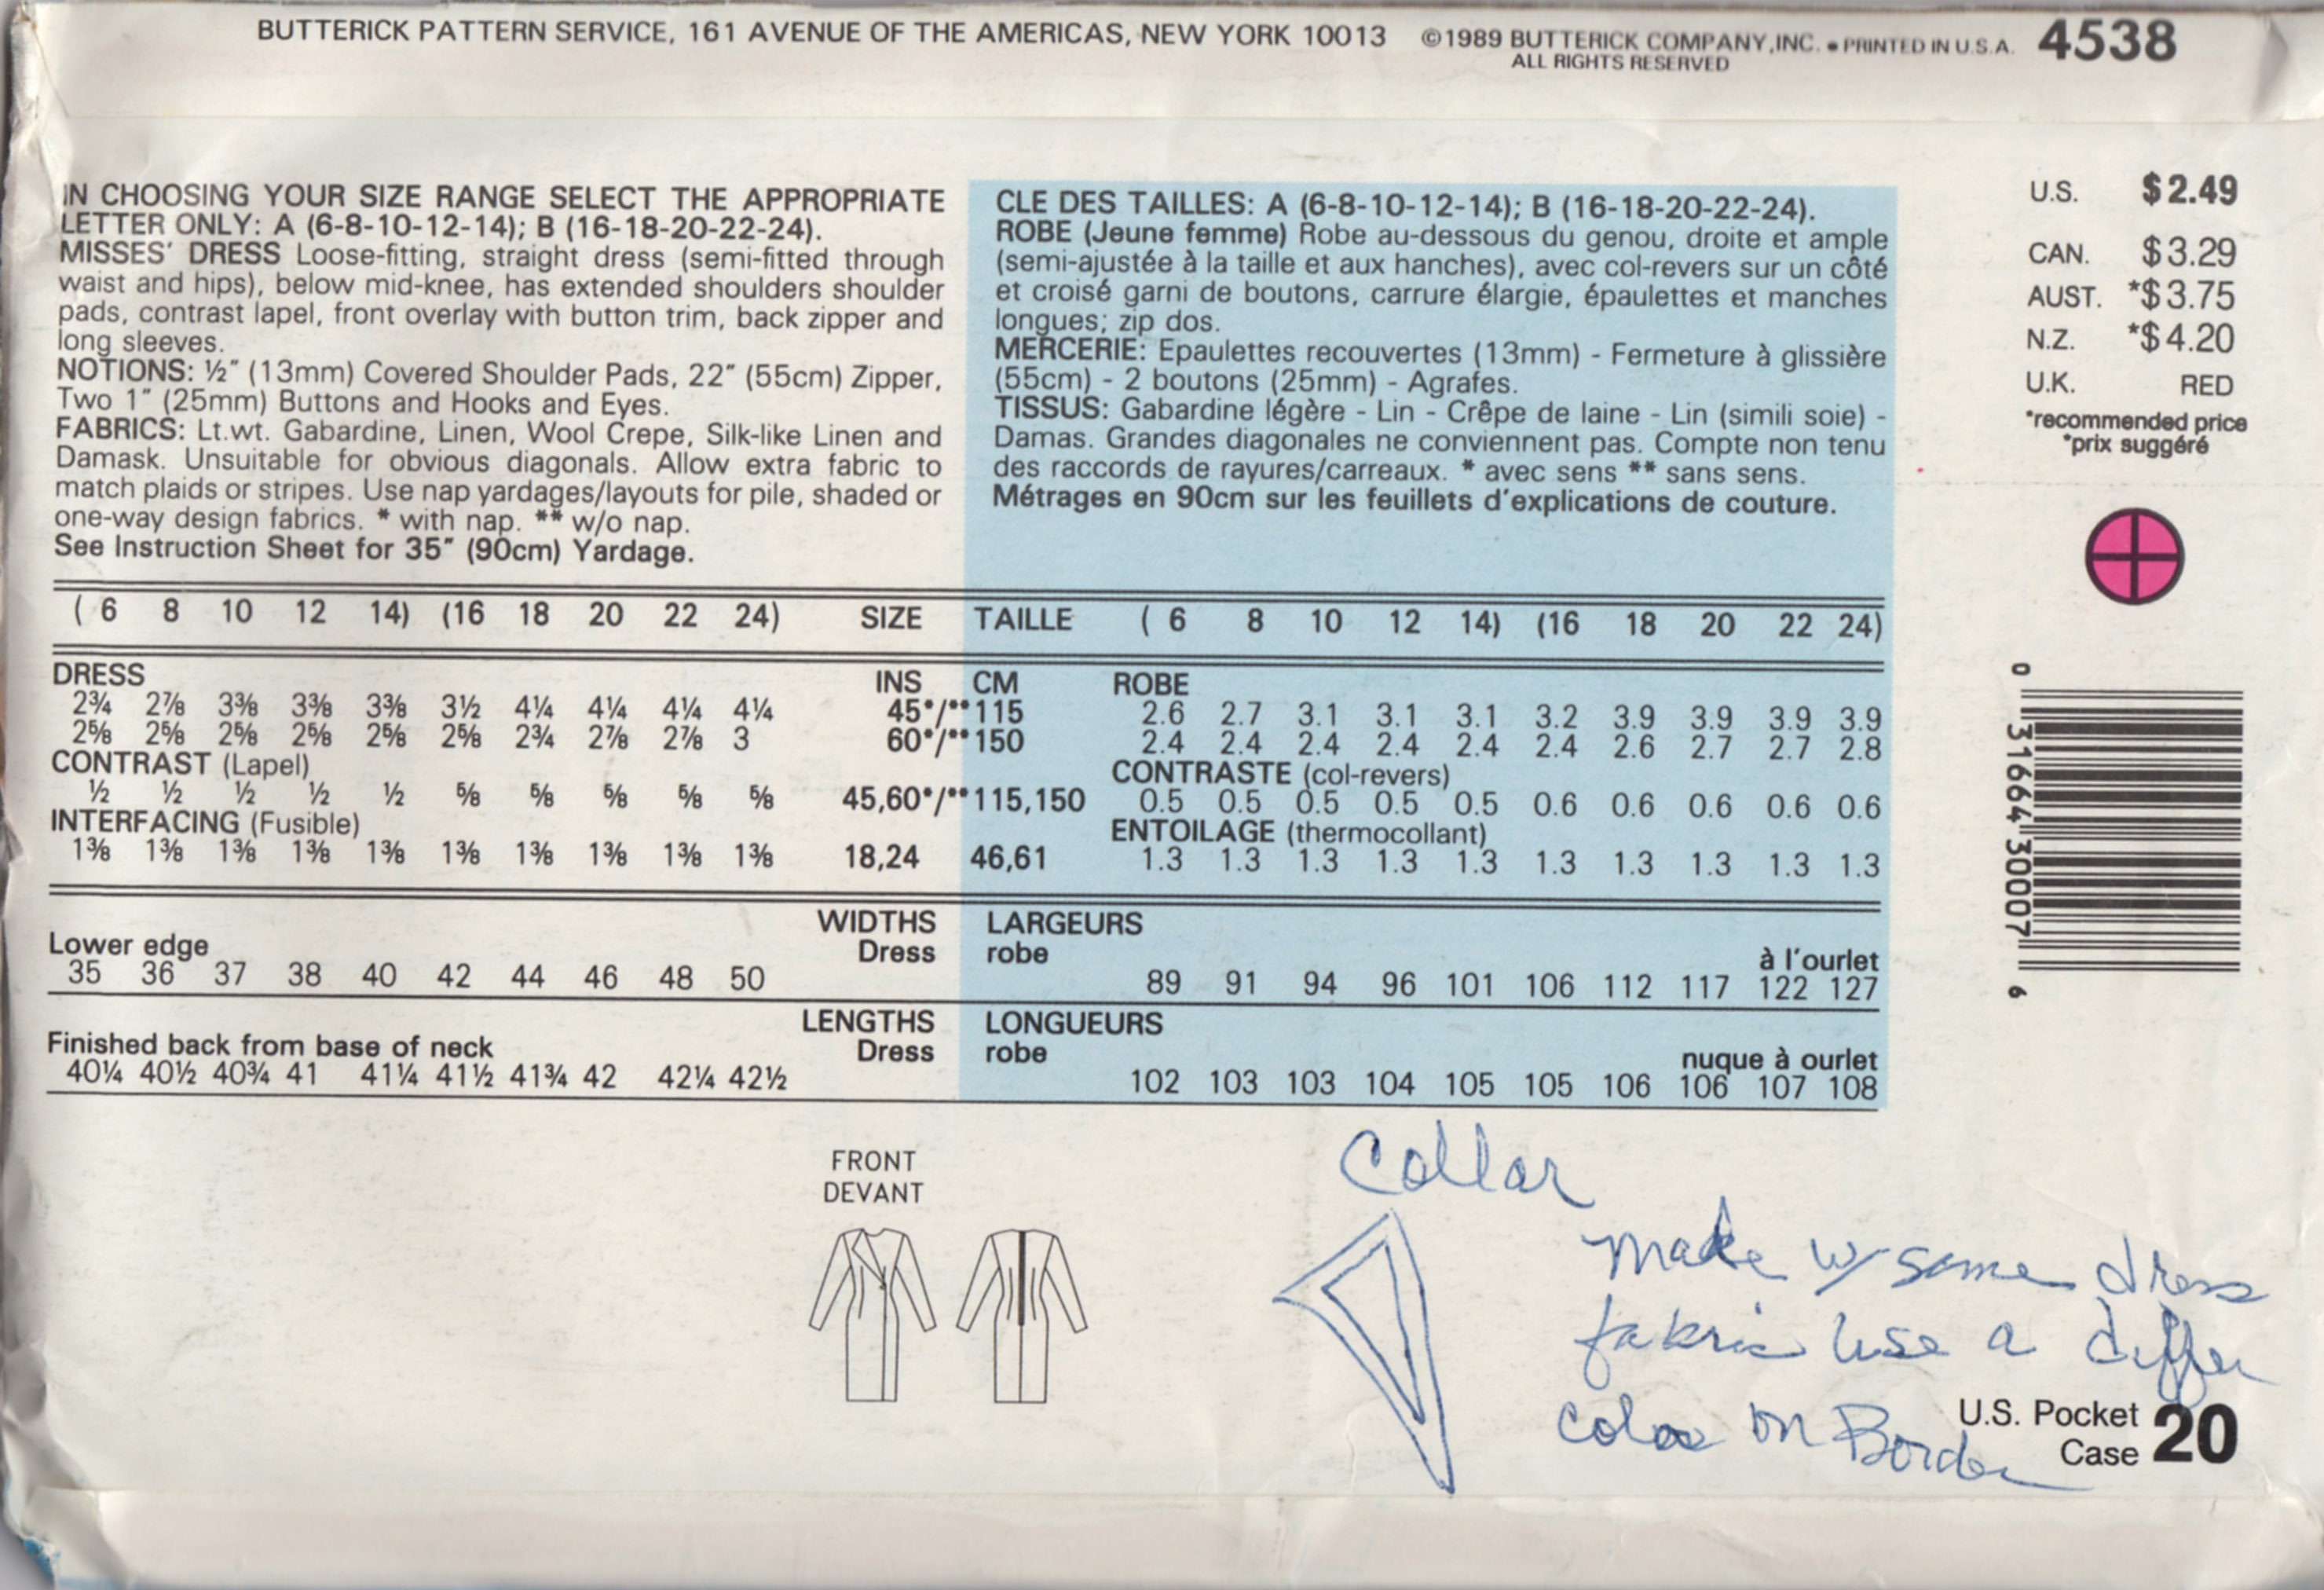 BUTTERICK PATTERN SERVICE, 161 AVENUE OF THE AMERICAS, NEW YORK 10013 ©1989 BUTTERICK COMPANY,INC. • PRINTED IN U.S.A. 4538
ALL RIGHTS RESERVED
IN CHOOSING YOUR SIZE RANGE SELECT THE APPROPRIATE
LETTER ONLY: A (6-8-10-12-14); B (16-18-20-22-24).
MISSES' DRESS Loose-fitting, straight dress (semi-fitted through
waist and hips), below mid-knee, has extended shoulders shoulder
pads, contrast lapel, front overlay with button trim, back zipper and
long sleeves.
NOTIONS: ½" (13mm) Covered Shoulder Pads, 22" (55cm) Zipper,
Two 1" (25mm) Buttons and Hooks and Eyes.
FABRICS: Lt.wt. Gabardine, Linen, Wool Crepe, Silk-like Linen and
Damask. Unsuitable for obvious diagonals. Allow extra fabric to
match plaids or stripes. Use nap yardages/layouts for pile, shaded or
one-way design fabrics. * with nap. ** w/o nap.
See Instruction Sheet for 35" (90cm) Yardage.
CLE DES TAILLES: A (6-8-10-12-14); B (16-18-20-22-24).
ROBE (Jeune femme) Robe au-dessous du genou, droite et ample
(semi-ajustée à la taille et aux hanches), avec col-revers sur un côté
et croisé garni de boutons, carrure élargie, épaulettes et manches
longues; zip dos.
MERCERIE: Epaulettes recouvertes (13mm) - Fermeture à glissière
(55cm) - 2 boutons (25mm) - Agrafes.
TISSUS: Gabardine légère - Lin - Crêpe de laine - Lin (simili soie) -
Damas. Grandes diagonales ne conviennent pas. Compte non tenu
des raccords de rayures/carreaux. * avec sens ** sans sens.
Métrages en 90cm sur les feuillets d'explications de couture.
U.S. $2.49
CAN. $3.29
AUST. *$3.75
N.Z. *$4.20
U.K. RED
*recommended price
*prix suggéré
( 6 8 10 12 14) (16 18 20 22 24) SIZE TAILLE ( 6 8 10 12 14) (16 18 20 22 24)
DRESS INS CM ROBE
2¾ 2⅞ 3⅜ 3⅜ 3⅜ 3½ 4¼ 4¼ 4¼ 4¼ 45*/** 115 2.6 2.7 3.1 3.1 3.1 3.2 3.9 3.9 3.9 3.9
2⅝ 2⅝ 2⅝ 2⅝ 2⅝ 2⅝ 2¾ 2⅞ 2⅞ 3 60*/** 150 2.4 2.4 2.4 2.4 2.4 2.4 2.6 2.7 2.7 2.8
CONTRAST (Lapel) CONTRASTE (col-revers)
½ ½ ½ ½ ½ ⅝ ⅝ ⅝ ⅝ ⅝ 45,60*/** 115,150 0.5 0.5 0.5 0.5 0.5 0.6 0.6 0.6 0.6 0.6
INTERFACING (Fusible) ENTOILAGE (thermocollant)
1⅜ 1⅜ 1⅜ 1⅜ 1⅜ 1⅜ 1⅜ 1⅜ 1⅜ 1⅜ 18,24 46,61 1.3 1.3 1.3 1.3 1.3 1.3 1.3 1.3 1.3 1.3
WIDTHS LARGEURS
Lower edge Dress robe à l'ourlet
35 36 37 38 40 42 44 46 48 50 89 91 94 96 101 106 112 117 122 127
LENGTHS LONGUEURS
Finished back from base of neck Dress robe nuque à ourlet
40¼ 40½ 40¾ 41 41¼ 41½ 41¾ 42 42¼ 42½ 102 103 103 104 105 105 106 106 107 108
0 31664 30007 6
FRONT
DEVANT
Collar
make w/ same dress
fabric use a differ
color on Border
U.S. Pocket
Case 20